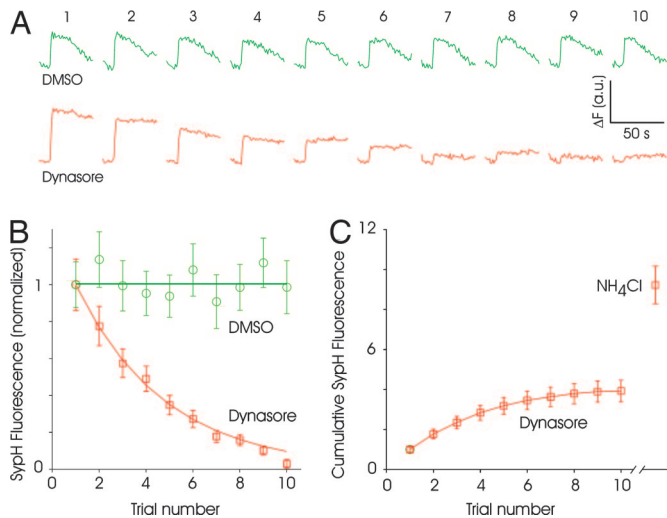 A
1 2 3 4 5 6 7 8 9 10
DMSO
ΔF (a.u.)
50 s
Dynasore
B
SypH Fluorescence (normalized)
1
0
DMSO
Dynasore
0 2 4 6 8 10
Trial number
C
Cumulative SypH Fluorescence
12
6
0
NH4Cl
Dynasore
0 2 4 6 8 10
Trial number